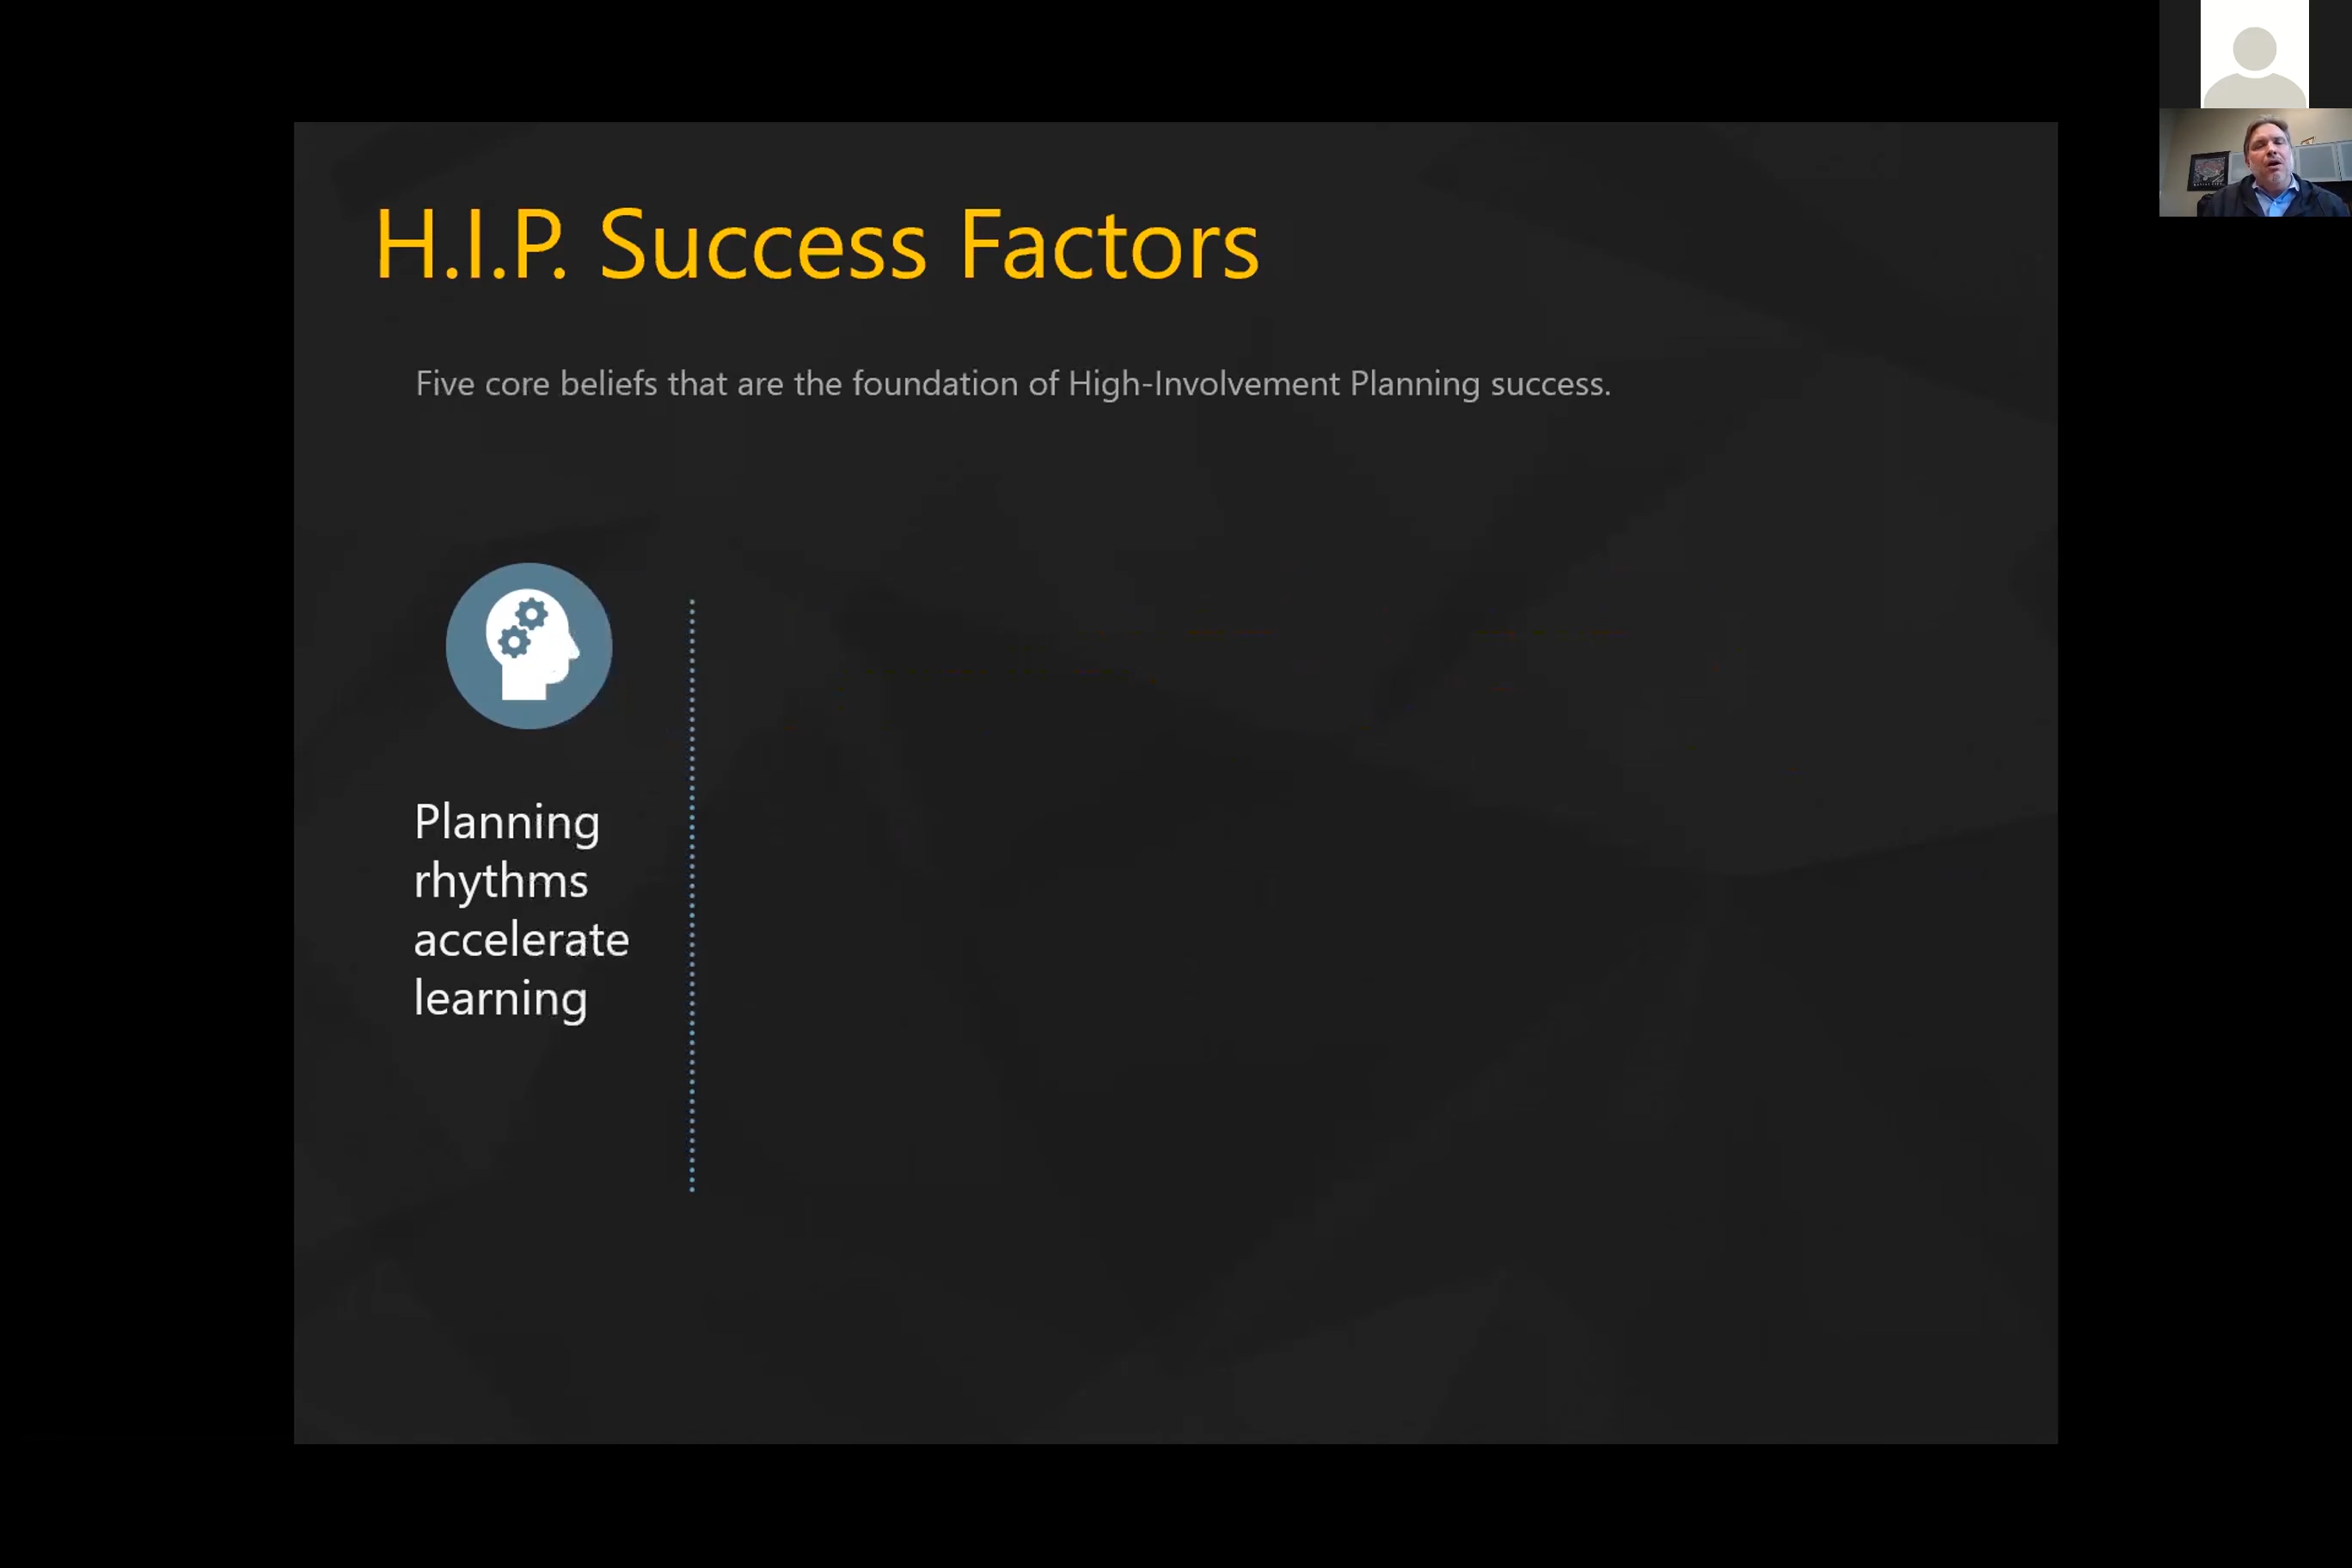 H.I.P. Success Factors
Five core beliefs that are the foundation of High-Involvement Planning success.
Planning
rhythms
accelerate
learning